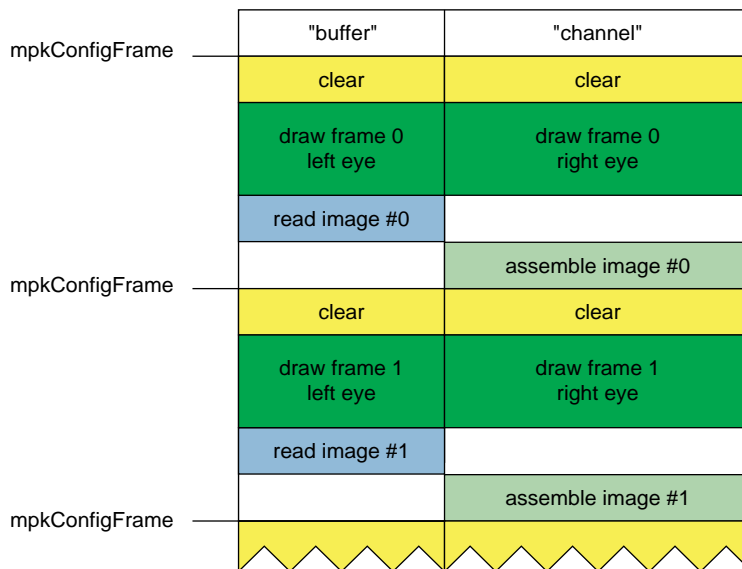 "buffer" "channel"
mpkConfigFrame
clear clear
draw frame 0 draw frame 0
left eye right eye
read image #0
assemble image #0
mpkConfigFrame
clear clear
draw frame 1 draw frame 1
left eye right eye
read image #1
assemble image #1
mpkConfigFrame